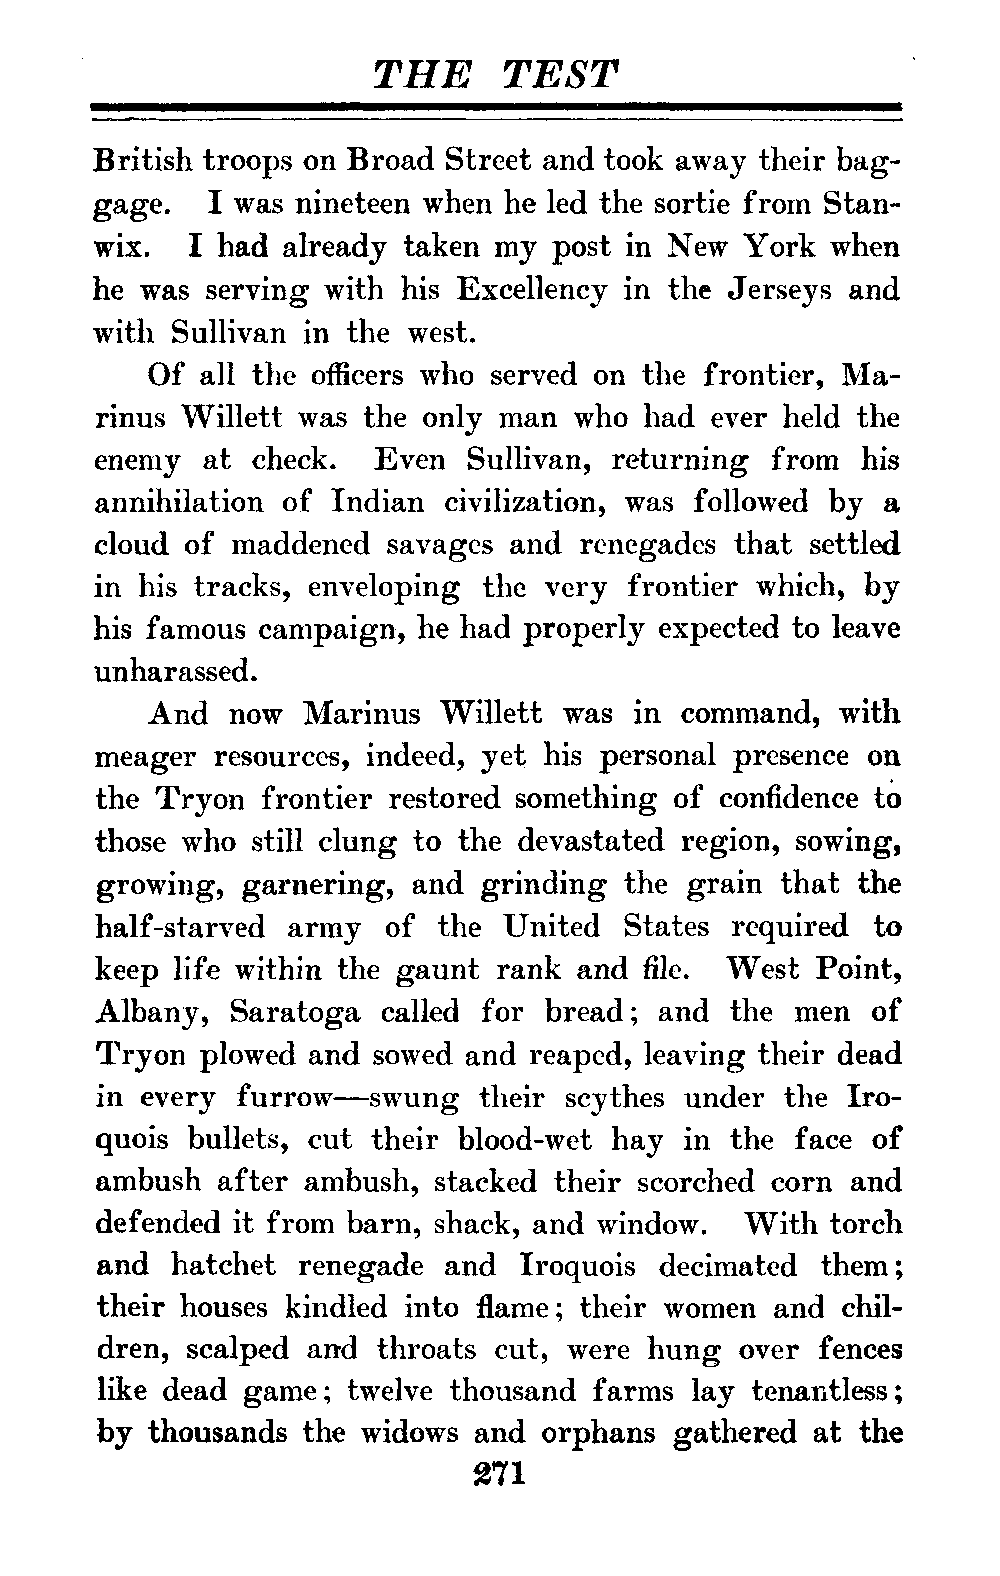 THE TEST
British troops on Broad Street and took away their bag-
gage. I was nineteen when he led the sortie from Stan-
wix. I had already taken my post in New York when
he was serving with his Excellency in the Jerseys and
with Sullivan in the west.
Of all the officers who served on the frontier, Ma-
rinus Willett was the only man who had ever held the
enemy at check. Even Sullivan, returning from his
annihilation of Indian civilization, was followed by a
cloud of maddened savages and renegades that settled
in his tracks, enveloping the very frontier which, by
his famous campaign, he had properly expected to leave
unharassed.
And now Marinus Willett was in command, with
meager resources, indeed, yet his personal presence on
the Tryon frontier restored something of confidence to
those who still clung to the devastated region, sowing,
growing, garnering, and grinding the grain that the
half-starved army of the United States required to
keep life within the gaunt rank and file. West Point,
Albany, Saratoga called for bread; and the men of
Tryon plowed and sowed and reaped, leaving their dead
in every furrow—swung their scythes under the Iro-
quois bullets, cut their blood-wet hay in the face of
ambush after ambush, stacked their scorched corn and
defended it from barn, shack, and window. With torch
and hatchet renegade and Iroquois decimated them;
their houses kindled into flame; their women and chil-
dren, scalped and throats cut, were hung over fences
like dead game; twelve thousand farms lay tenantless;
by thousands the widows and orphans gathered at the
271